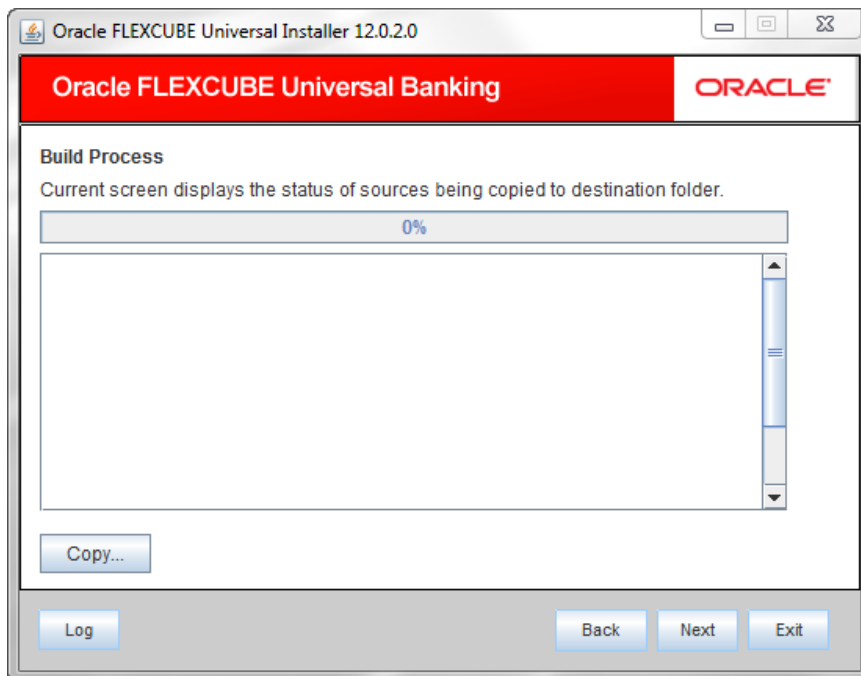 Oracle FLEXCUBE Universal Installer 12.0.2.0
Oracle FLEXCUBE Universal Banking
ORACLE
Build Process
Current screen displays the status of sources being copied to destination folder.
0%
Copy...
Log Back Next Exit